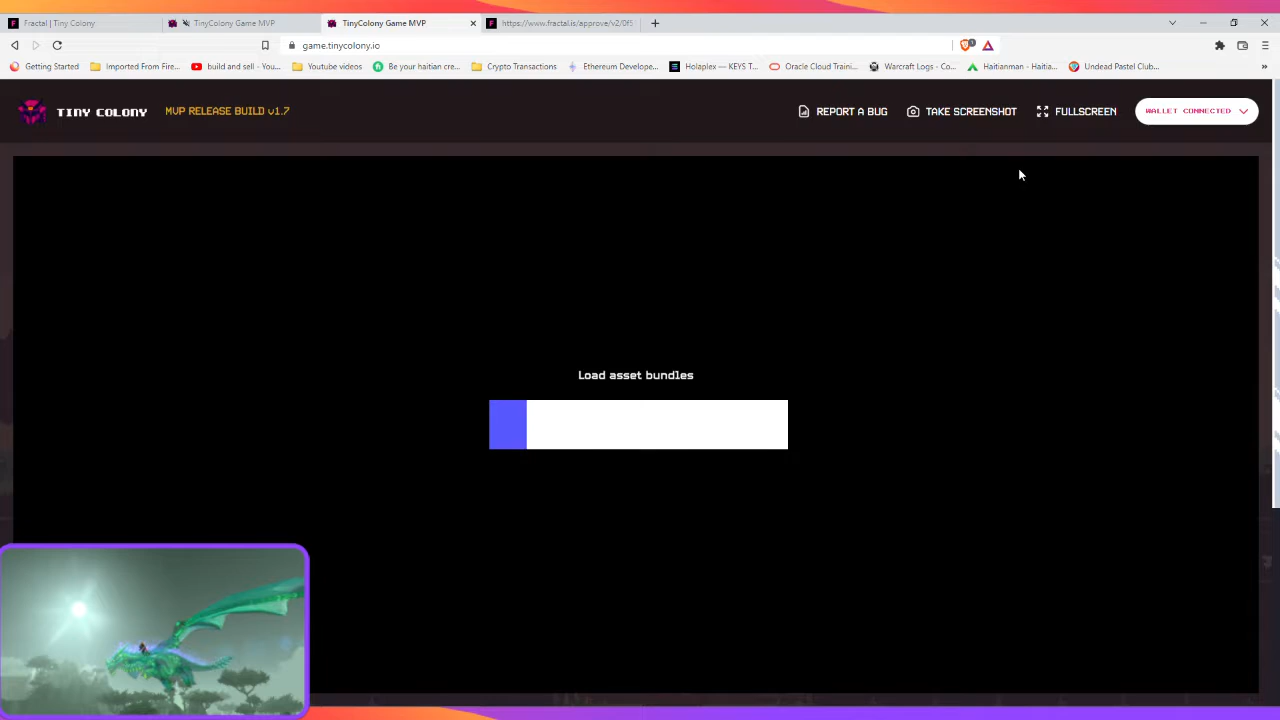 Fractal | Tiny Colony
TinyColony Game MVP
TinyColony Game MVP
https://www.fractal.is/approve/v2/0f5
game.tinycolony.io
1
Getting Started
Imported From Fire...
build and sell - You...
Youtube videos
Be your haitian cre...
Crypto Transactions
Ethereum Develope...
Holaplex — KEYS T...
Oracle Cloud Traini...
Warcraft Logs - Co...
Haitianman - Haitia...
Undead Pastel Club...
TINY COLONY
MVP RELEASE BUILD v1.7
REPORT A BUG
TAKE SCREENSHOT
FULLSCREEN
WALLET CONNECTED
Load asset bundles